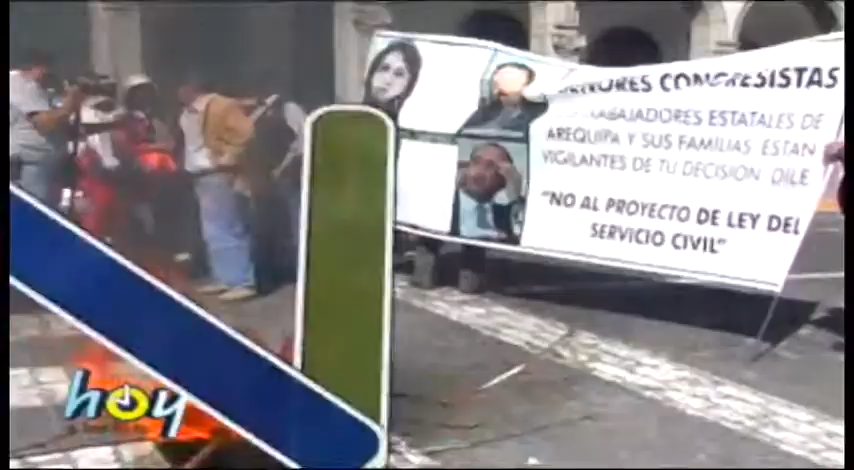 SEÑORES CONGRESISTAS
TRABAJADORES ESTATALES DE
AREQUIPA Y SUS FAMILIAS ESTAN
VIGILANTES DE TU DECISIÓN DILE
"NO AL PROYECTO DE LEY DEL
SERVICIO CIVIL"
hoy